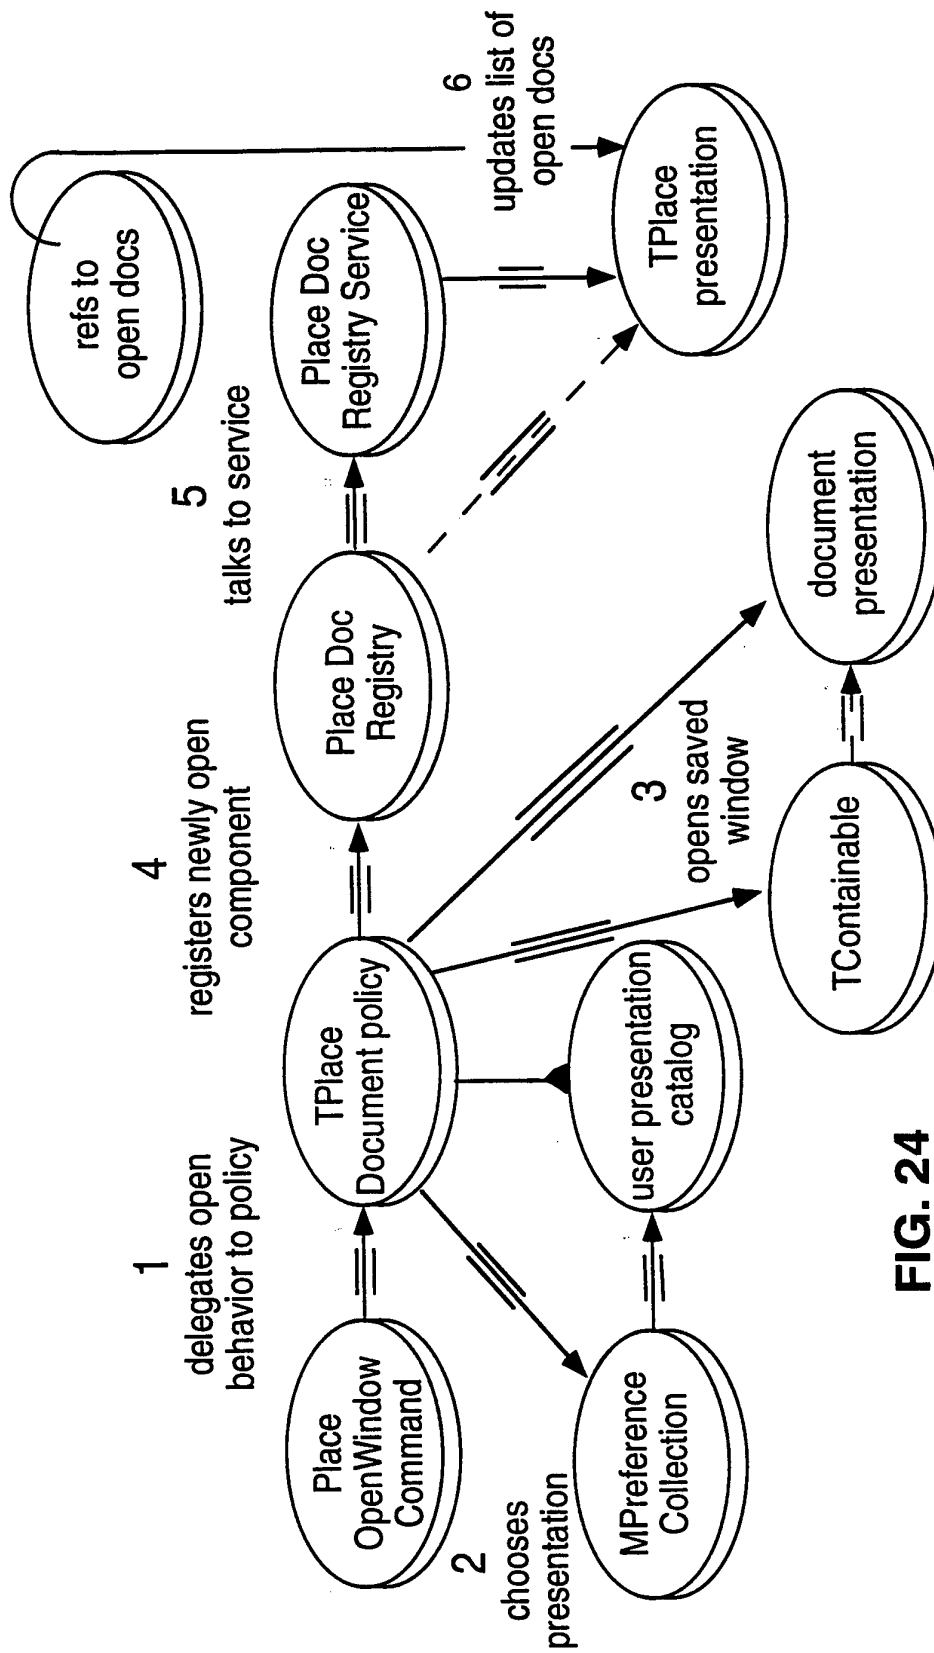 1
delegates open
behavior to policy
4
registers newly open
component
5
talks to service
refs to
open docs
Place
OpenWindow
Command
TPlace
Document policy
Place Doc
Registry
Place Doc
Registry Service
2
chooses
presentation
3
opens saved
window
6
updates list of
open docs
MPreference
Collection
user presentation
catalog
TContainable
document
presentation
TPlace
presentation
FIG. 24